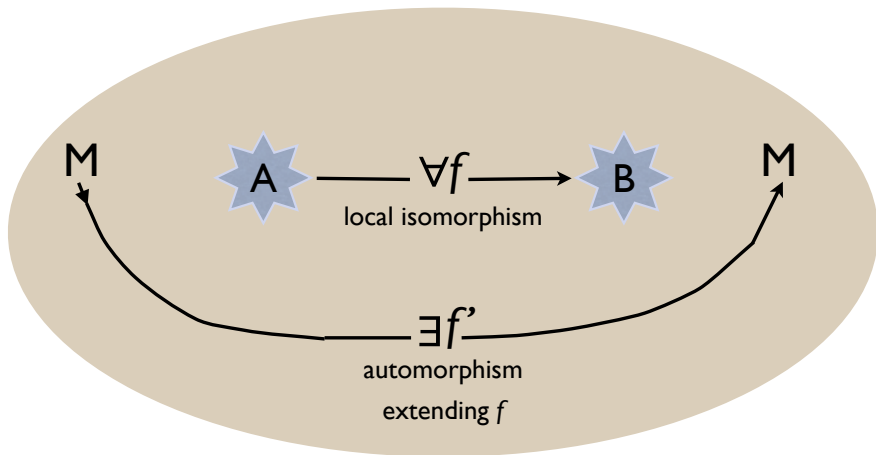 M A ∀f B M
local isomorphism
∃f’
automorphism
extending f